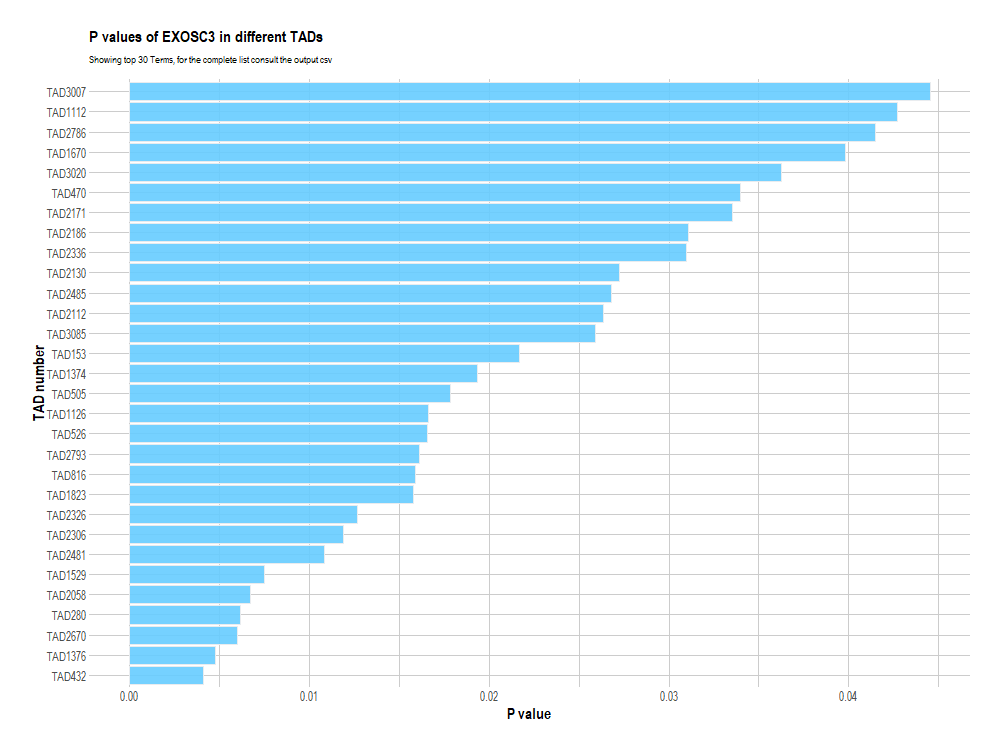 P values of EXOSC3 in different TADs
Showing top 30 Terms, for the complete list consult the output csv
TAD3007
TAD1112
TAD2786
TAD1670
TAD3020
TAD470
TAD2171
TAD2186
TAD2336
TAD2130
TAD2485
TAD2112
TAD3085
TAD153
TAD1374
TAD505
TAD1126
TAD526
TAD2793
TAD816
TAD1823
TAD2326
TAD2306
TAD2481
TAD1529
TAD2058
TAD280
TAD2670
TAD1376
TAD432
TAD number
0.00 0.01 0.02 0.03 0.04
P value